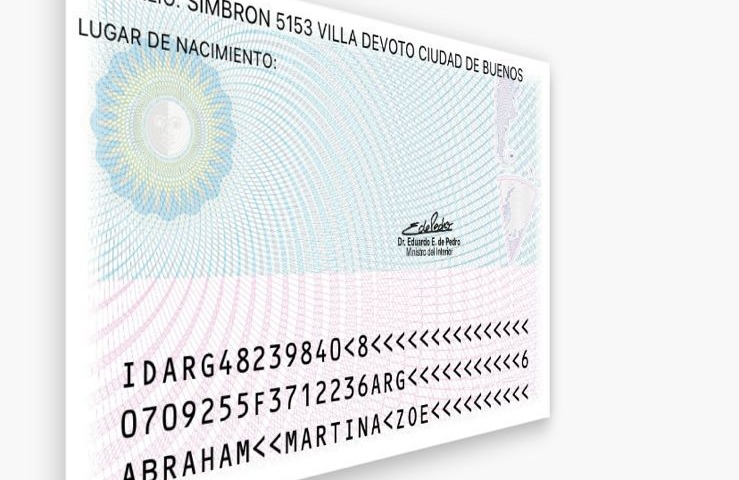 SIMBRON 5153 VILLA DEVOTO CIUDAD DE BUENOS
LUGAR DE NACIMIENTO:
EdePedro
Dr. Eduardo E. de Pedro
Ministro del Interior
IDARG48239840<8<<<<<<<<<<<<<<<
0709255F3712236ARG<<<<<<<<<<<6
ABRAHAM<<MARTINA<ZOE<<<<<<<<<<